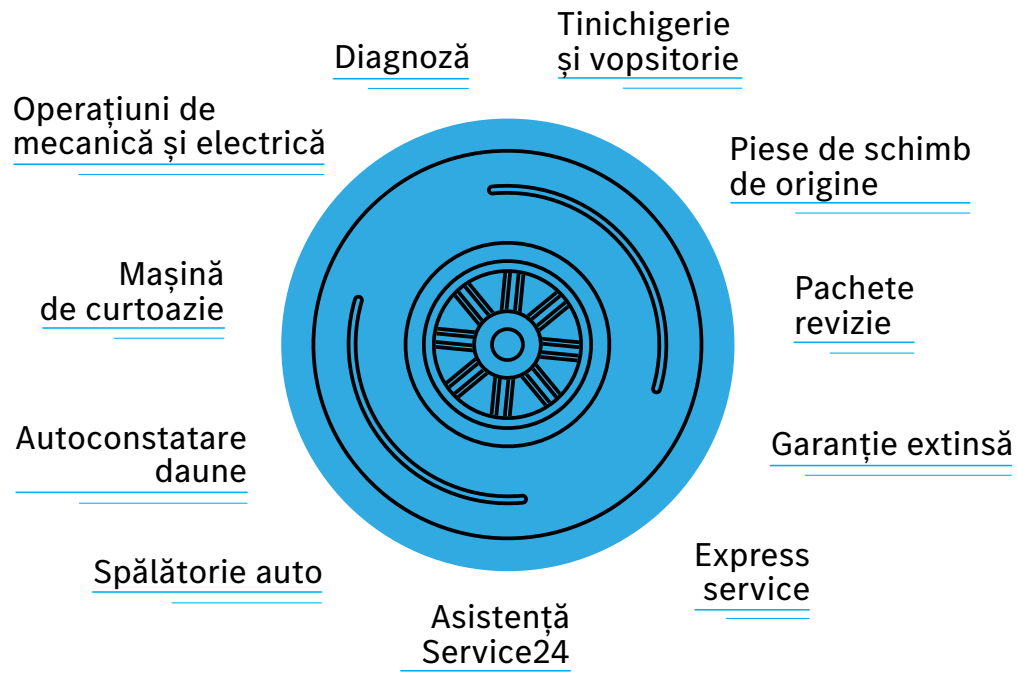 Diagnoză
Tinichigerie
și vopsitorie
Operațiuni de
mecanică și electrică
Piese de schimb
de origine
Mașină
de curtoazie
Pachete
revizie
Autoconstatare
daune
Garanție extinsă
Spălătorie auto
Express
service
Asistență
Service24